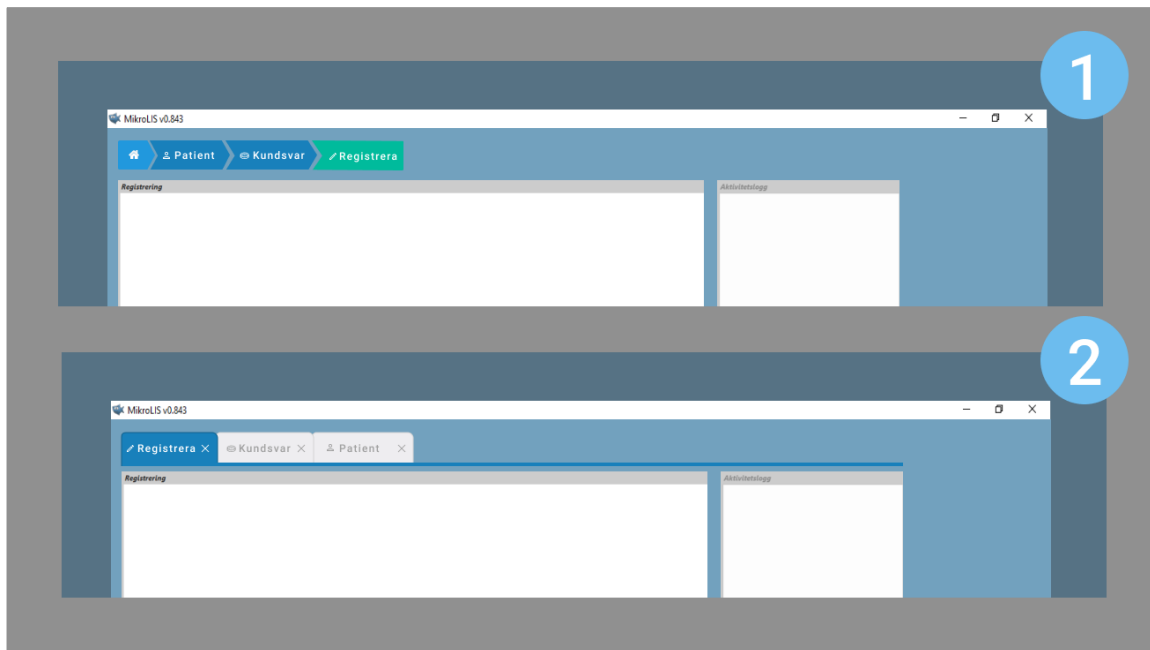 1
MikroLIS v0.843
Patient Kundsvar Registrera
Registrering Aktivitetslogg
2
MikroLIS v0.843
Registrera Kundsvar Patient
Registrering Aktivitetslogg